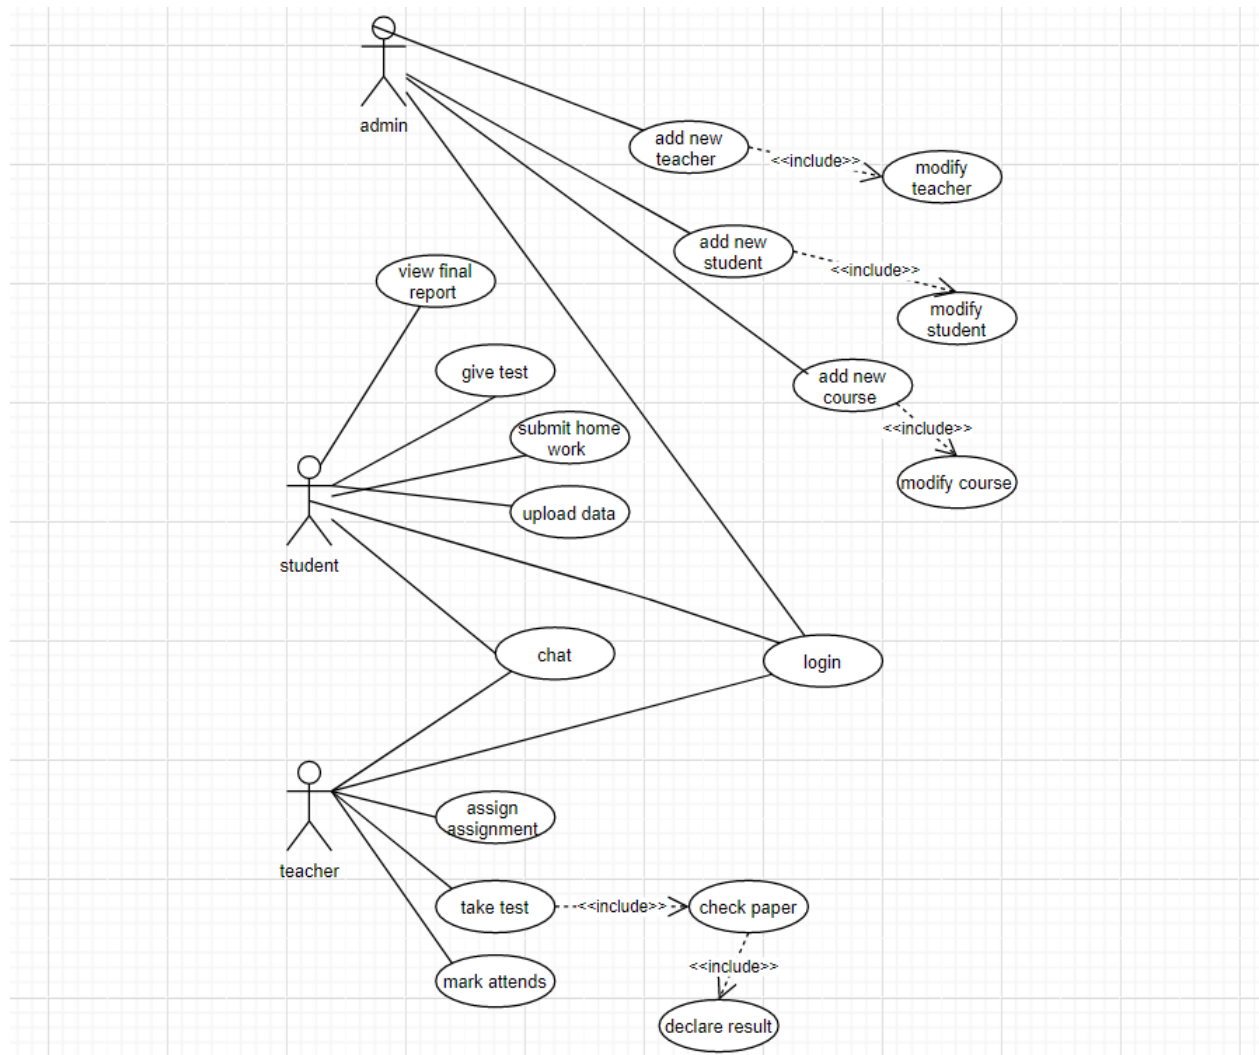 admin
add new
teacher
<<include>>
modify
teacher
add new
student
<<include>>
modify
student
view final
report
give test
add new
course
<<include>>
submit home
work
modify course
upload data
student
chat
login
assign
assignment
teacher
take test
<<include>>
check paper
<<include>>
mark attends
declare result